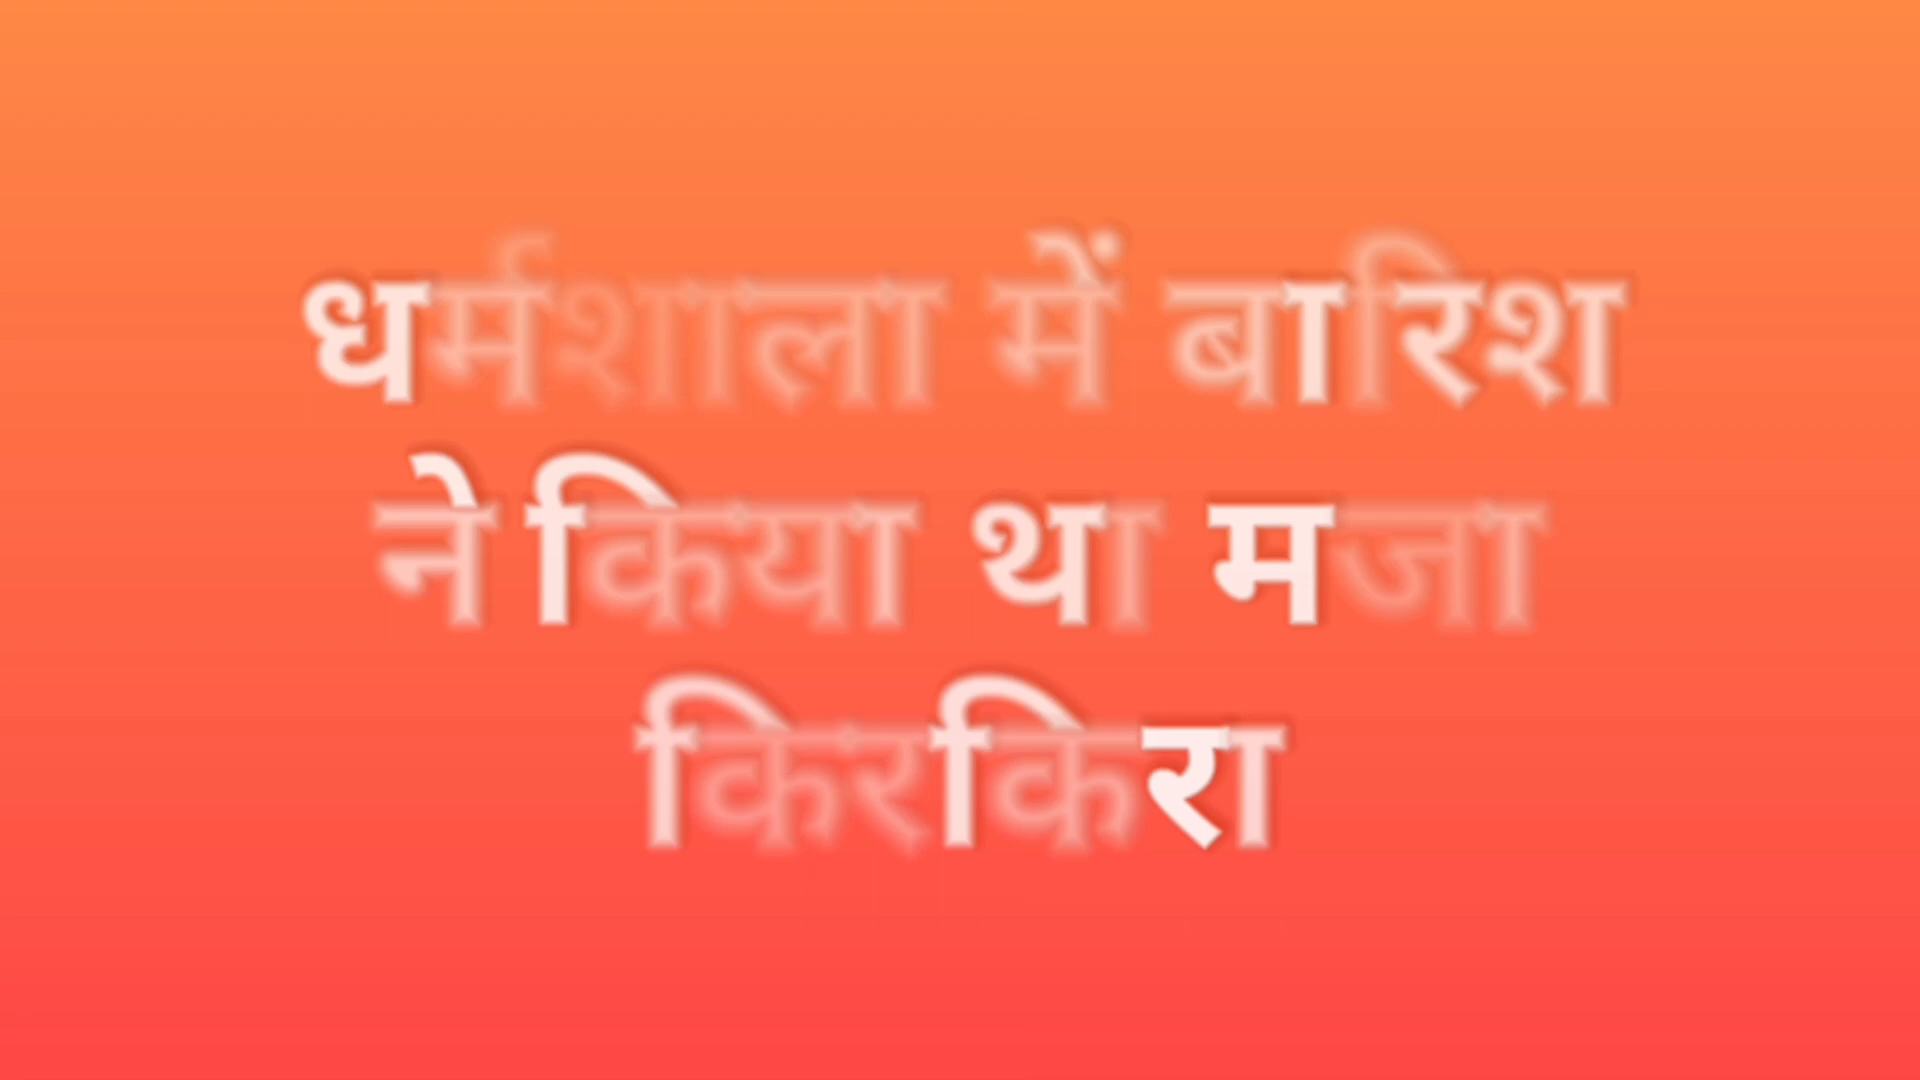 धर्मशाला में बारिश
ने किया था मजा
किरकिरा